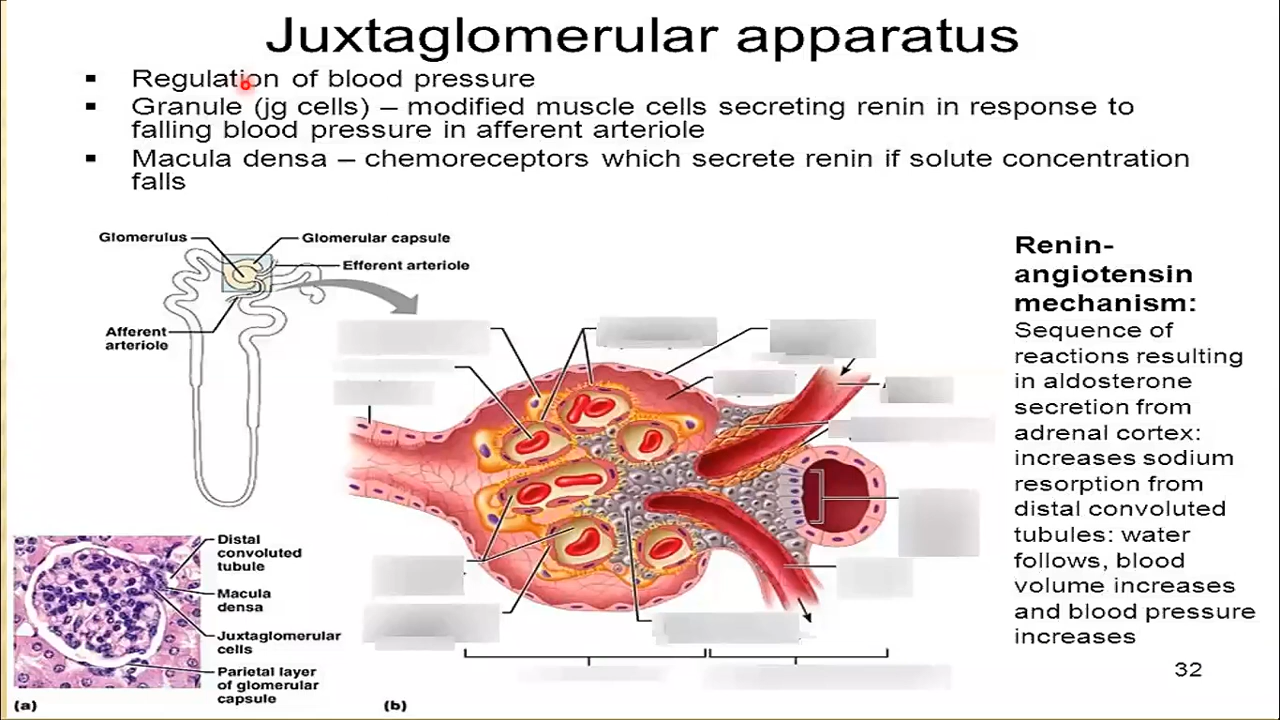 Juxtaglomerular apparatus
▪ Regulation of blood pressure
▪ Granule (jg cells) – modified muscle cells secreting renin in response to
falling blood pressure in afferent arteriole
▪ Macula densa – chemoreceptors which secrete renin if solute concentration
falls
Glomerulus
Glomerular capsule
Efferent arteriole
Afferent
arteriole
Distal
convoluted
tubule
Macula
densa
Juxtaglomerular
cells
Parietal layer
of glomerular
capsule
(a)
(b)
Renin-
angiotensin
mechanism:
Sequence of
reactions resulting
in aldosterone
secretion from
adrenal cortex:
increases sodium
resorption from
distal convoluted
tubules: water
follows, blood
volume increases
and blood pressure
increases
32